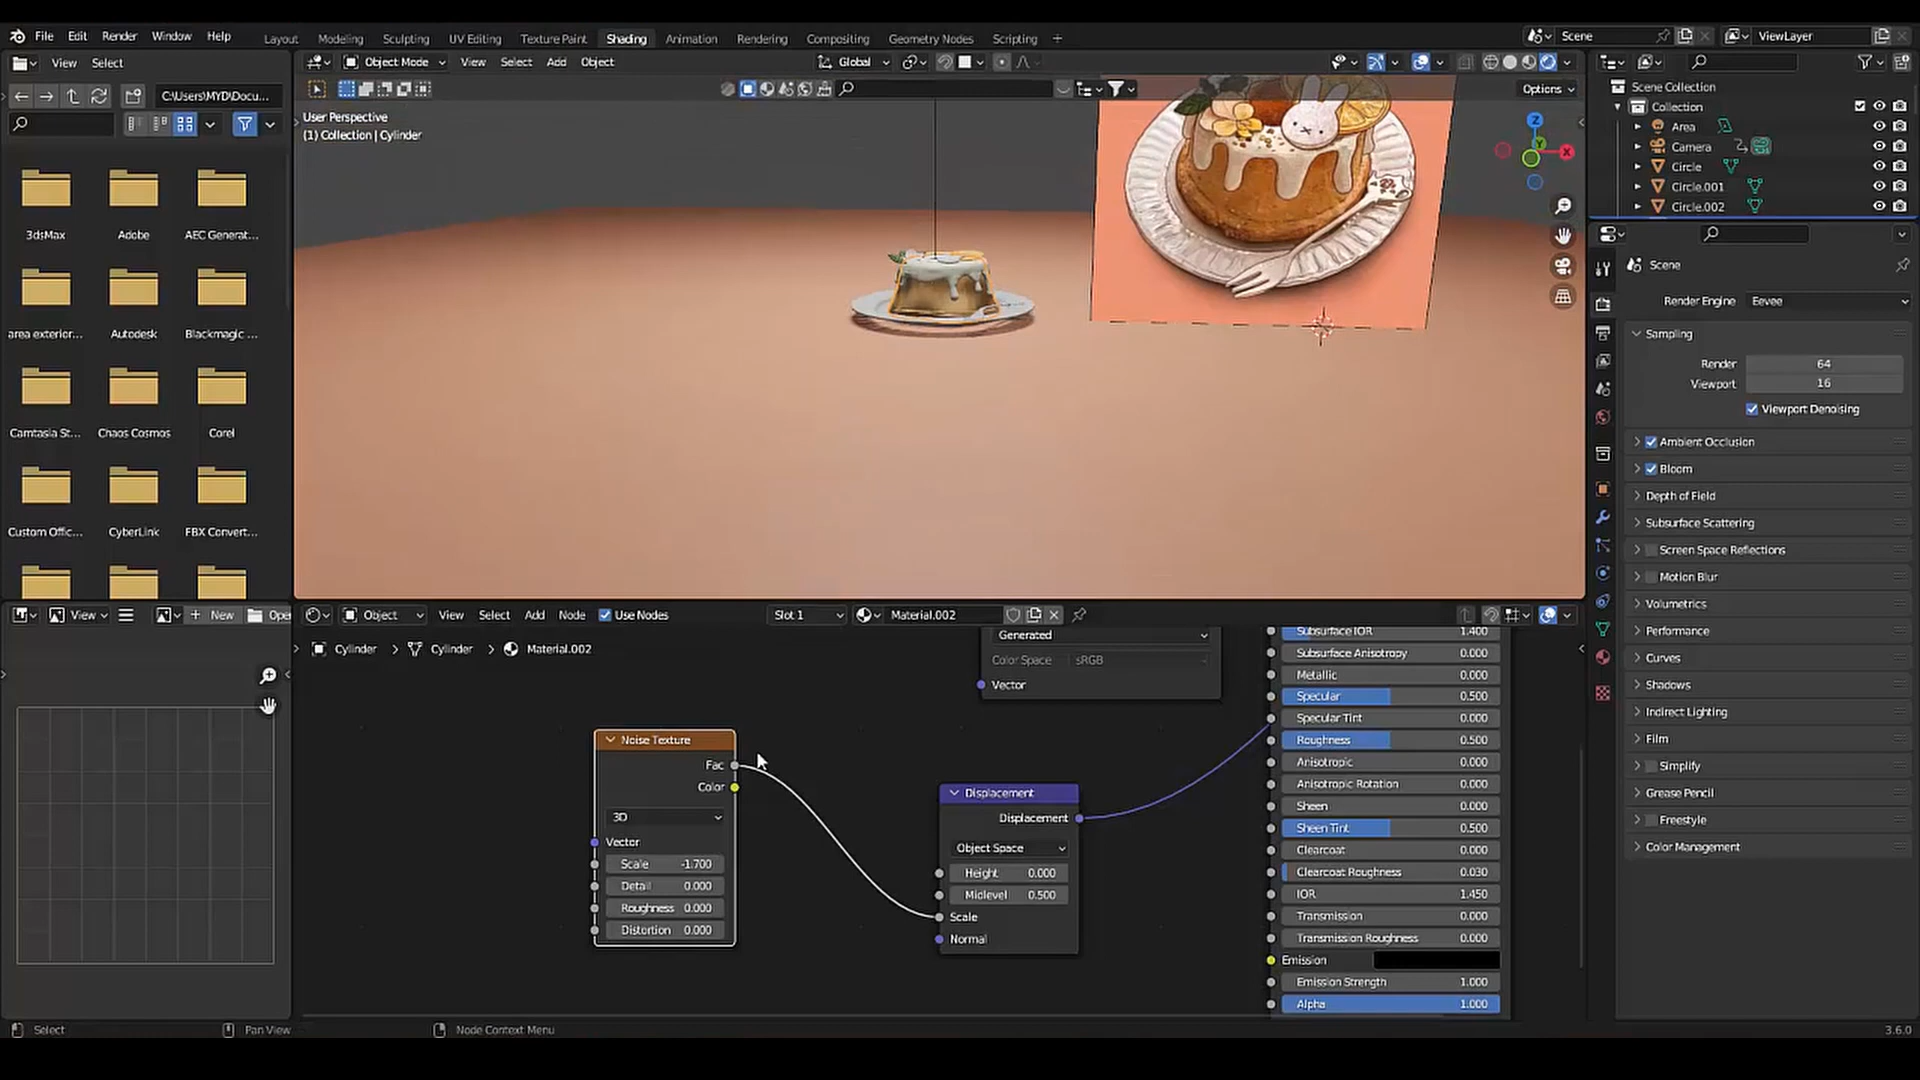 File Edit Render Window Help
Layout Modeling Sculpting UV Editing Texture Paint Shading Animation Rendering Compositing Geometry Nodes Scripting +
Scene ViewLayer
View Select
Object Mode View Select Add Object Global
C:\Users\MYD\Docu...
Options
User Perspective
(1) Collection | Cylinder
3dsMax Adobe AEC Generat...
area exterior... Autodesk Blackmagic ...
Camtasia St... Chaos Cosmos Corel
Custom Offic... CyberLink FBX Convert...
Z
Y
X
Scene Collection
Collection
Area
Camera
Circle
Circle.001
Circle.002
Scene
Render Engine Eevee
Sampling
Render 64
Viewport 16
Viewport Denoising
Ambient Occlusion
Bloom
Depth of Field
Subsurface Scattering
Screen Space Reflections
Motion Blur
Volumetrics
Performance
Curves
Shadows
Indirect Lighting
Film
Simplify
Grease Pencil
Freestyle
Color Management
View New Ope
Object View Select Add Node Use Nodes Slot 1 Material.002
Cylinder Cylinder Material.002
Generated
Color Space sRGB
Vector
Noise Texture
Fac
Color
3D
Vector
Scale -1.700
Detail 0.000
Roughness 0.000
Distortion 0.000
Displacement
Displacement
Object Space
Height 0.000
Midlevel 0.500
Scale
Normal
Subsurface IOR 1.400
Subsurface Anisotropy 0.000
Metallic 0.000
Specular 0.500
Specular Tint 0.000
Roughness 0.500
Anisotropic 0.000
Anisotropic Rotation 0.000
Sheen 0.000
Sheen Tint 0.500
Clearcoat 0.000
Clearcoat Roughness 0.030
IOR 1.450
Transmission 0.000
Transmission Roughness 0.000
Emission
Emission Strength 1.000
Alpha 1.000
Select Pan View Node Context Menu 3.6.0